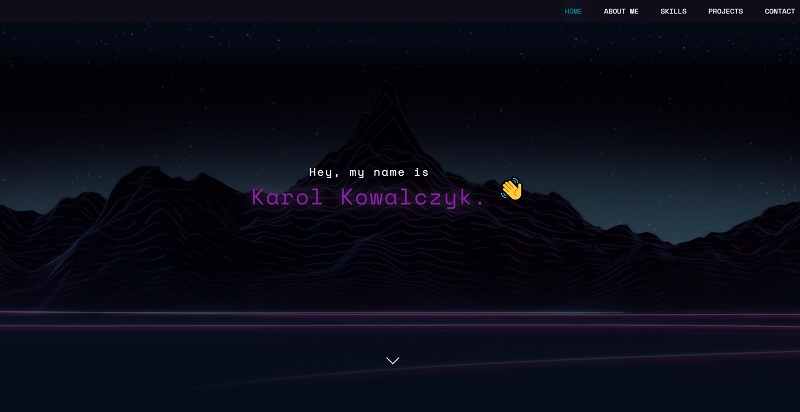 HOME ABOUT ME SKILLS PROJECTS CONTACT
Hey, my name is
Karol Kowalczyk.